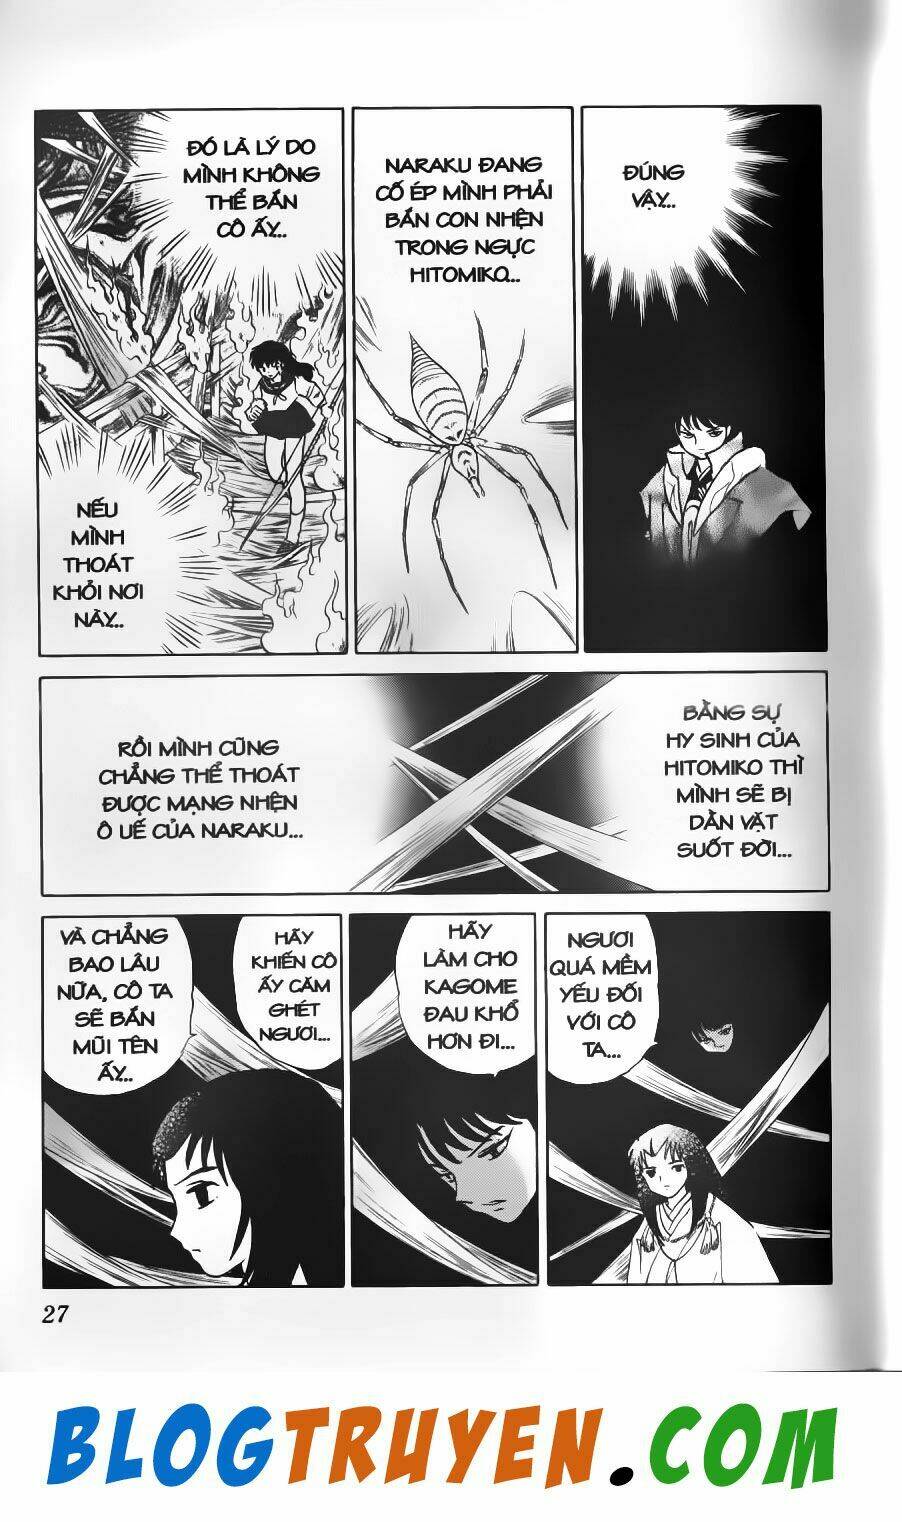 ĐÚNG
VẬY...
NARAKU ĐANG
CỐ ÉP MÌNH PHẢI
BẮN CON NHỆN
TRONG NGỰC
HITOMIKO...
ĐÓ LÀ LÝ DO
MÌNH KHÔNG
THỂ BẮN
CÔ ẤY...
NẾU
MÌNH
THOÁT
KHỎI NƠI
NÀY...
BẰNG SỰ
HY SINH CỦA
HITOMIKO THÌ
MÌNH SẼ BỊ
DẰN VẶT
SUỐT ĐỜI...
RỒI MÌNH CŨNG
CHẲNG THỂ THOÁT
ĐƯỢC MẠNG NHỆN
Ô UẾ CỦA NARAKU...
NGƯƠI
QUÁ MỀM
YẾU ĐỐI
VỚI CÔ
TA...
HÃY
LÀM CHO
KAGOME
ĐAU KHỔ
HƠN ĐI...
HÃY
KHIẾN CÔ
ẤY CĂM
GHÉT
NGƯƠI...
VÀ CHẲNG
BAO LÂU
NỮA, CÔ TA
SẼ BẮN
MŨI TÊN
ẤY...
27
BLOGTRUYEN.COM